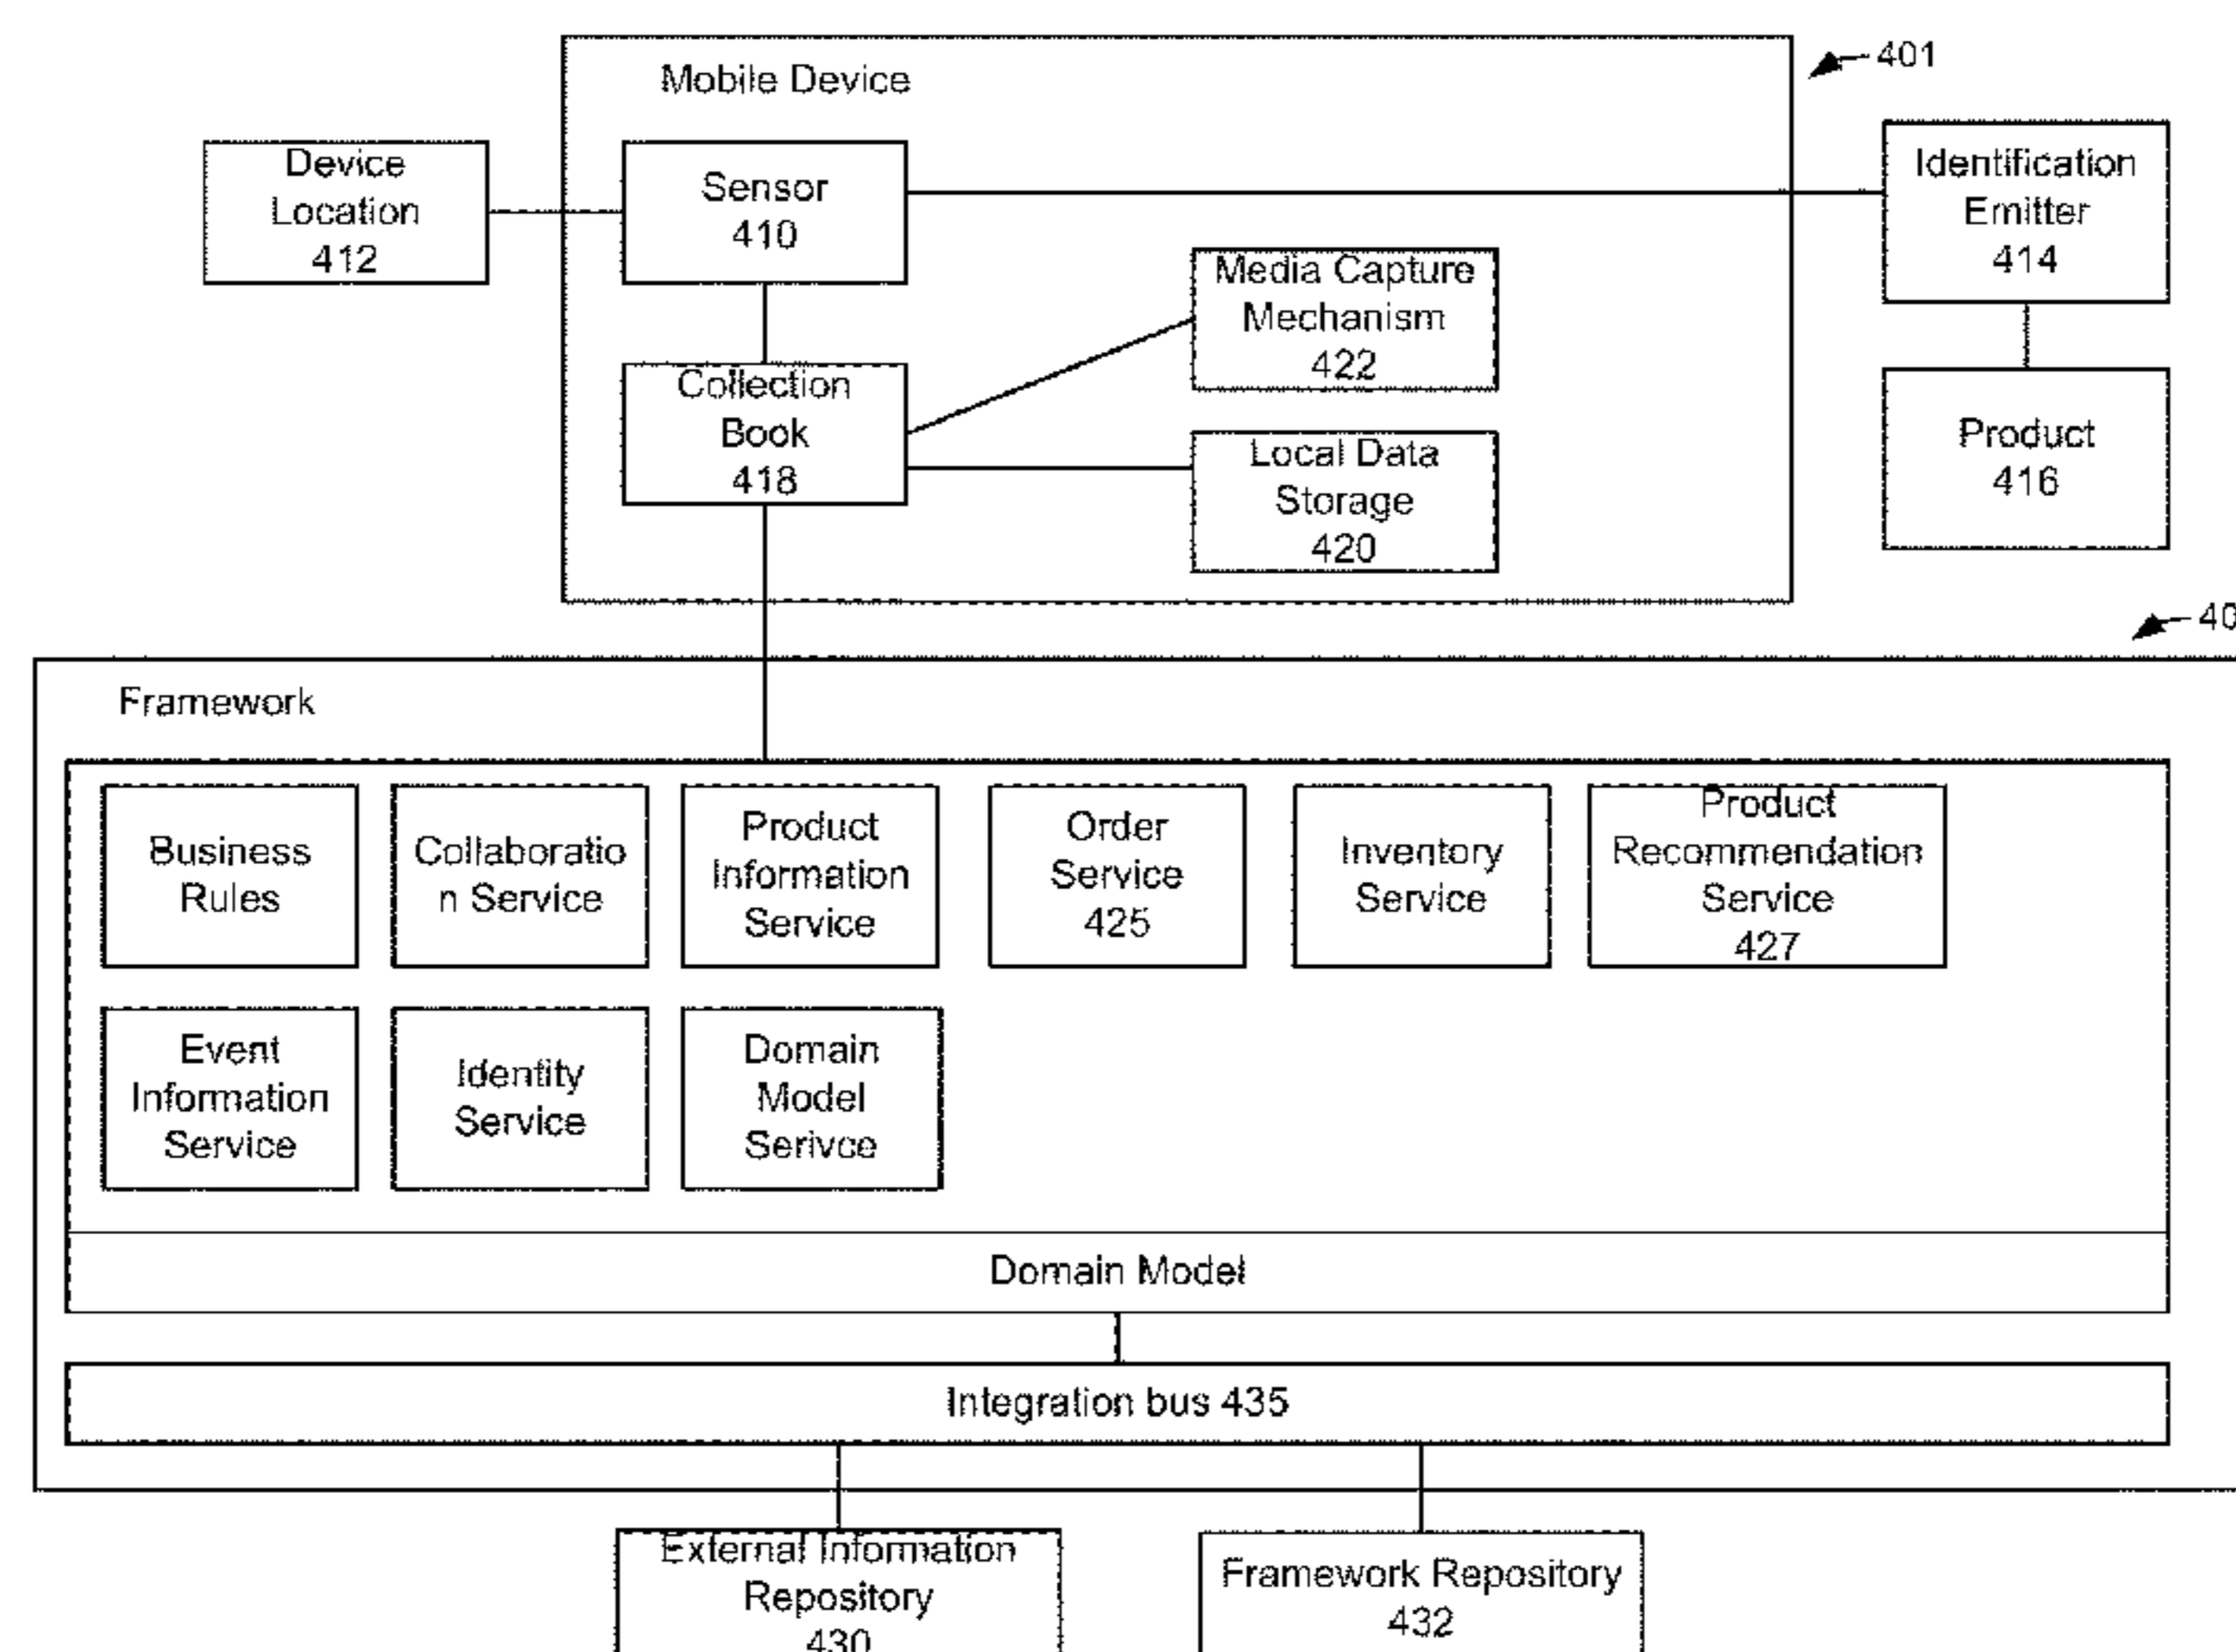 Mobile Device
401
Device
Location
412
Sensor
410
Identification
Emitter
414
Media Capture
Mechanism
422
Collection
Book
418
Local Data
Storage
420
Product
416
40
Framework
Business
Rules
Collaboratio
n Service
Product
Information
Service
Order
Service
425
Inventory
Service
Product
Recommendation
Service
427
Event
Information
Service
Identity
Service
Domain
Model
Serivce
Domain Model
Integration bus 435
External Information
Repository
430
Framework Repository
432